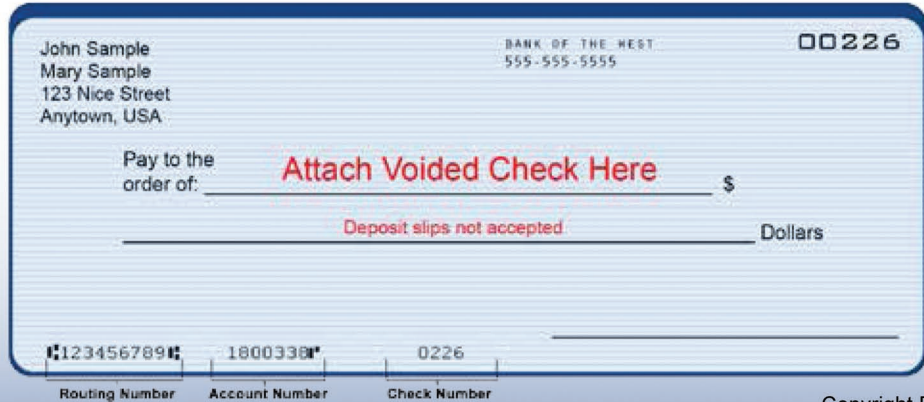 John Sample
Mary Sample
123 Nice Street
Anytown, USA
BANK OF THE WEST
555-555-5555
00226
Pay to the
order of:
Attach Voided Check Here
$
Deposit slips not accepted
Dollars
⑆123456789⑆ 1800338⑈ 0226
Routing Number Account Number Check Number
Copyright